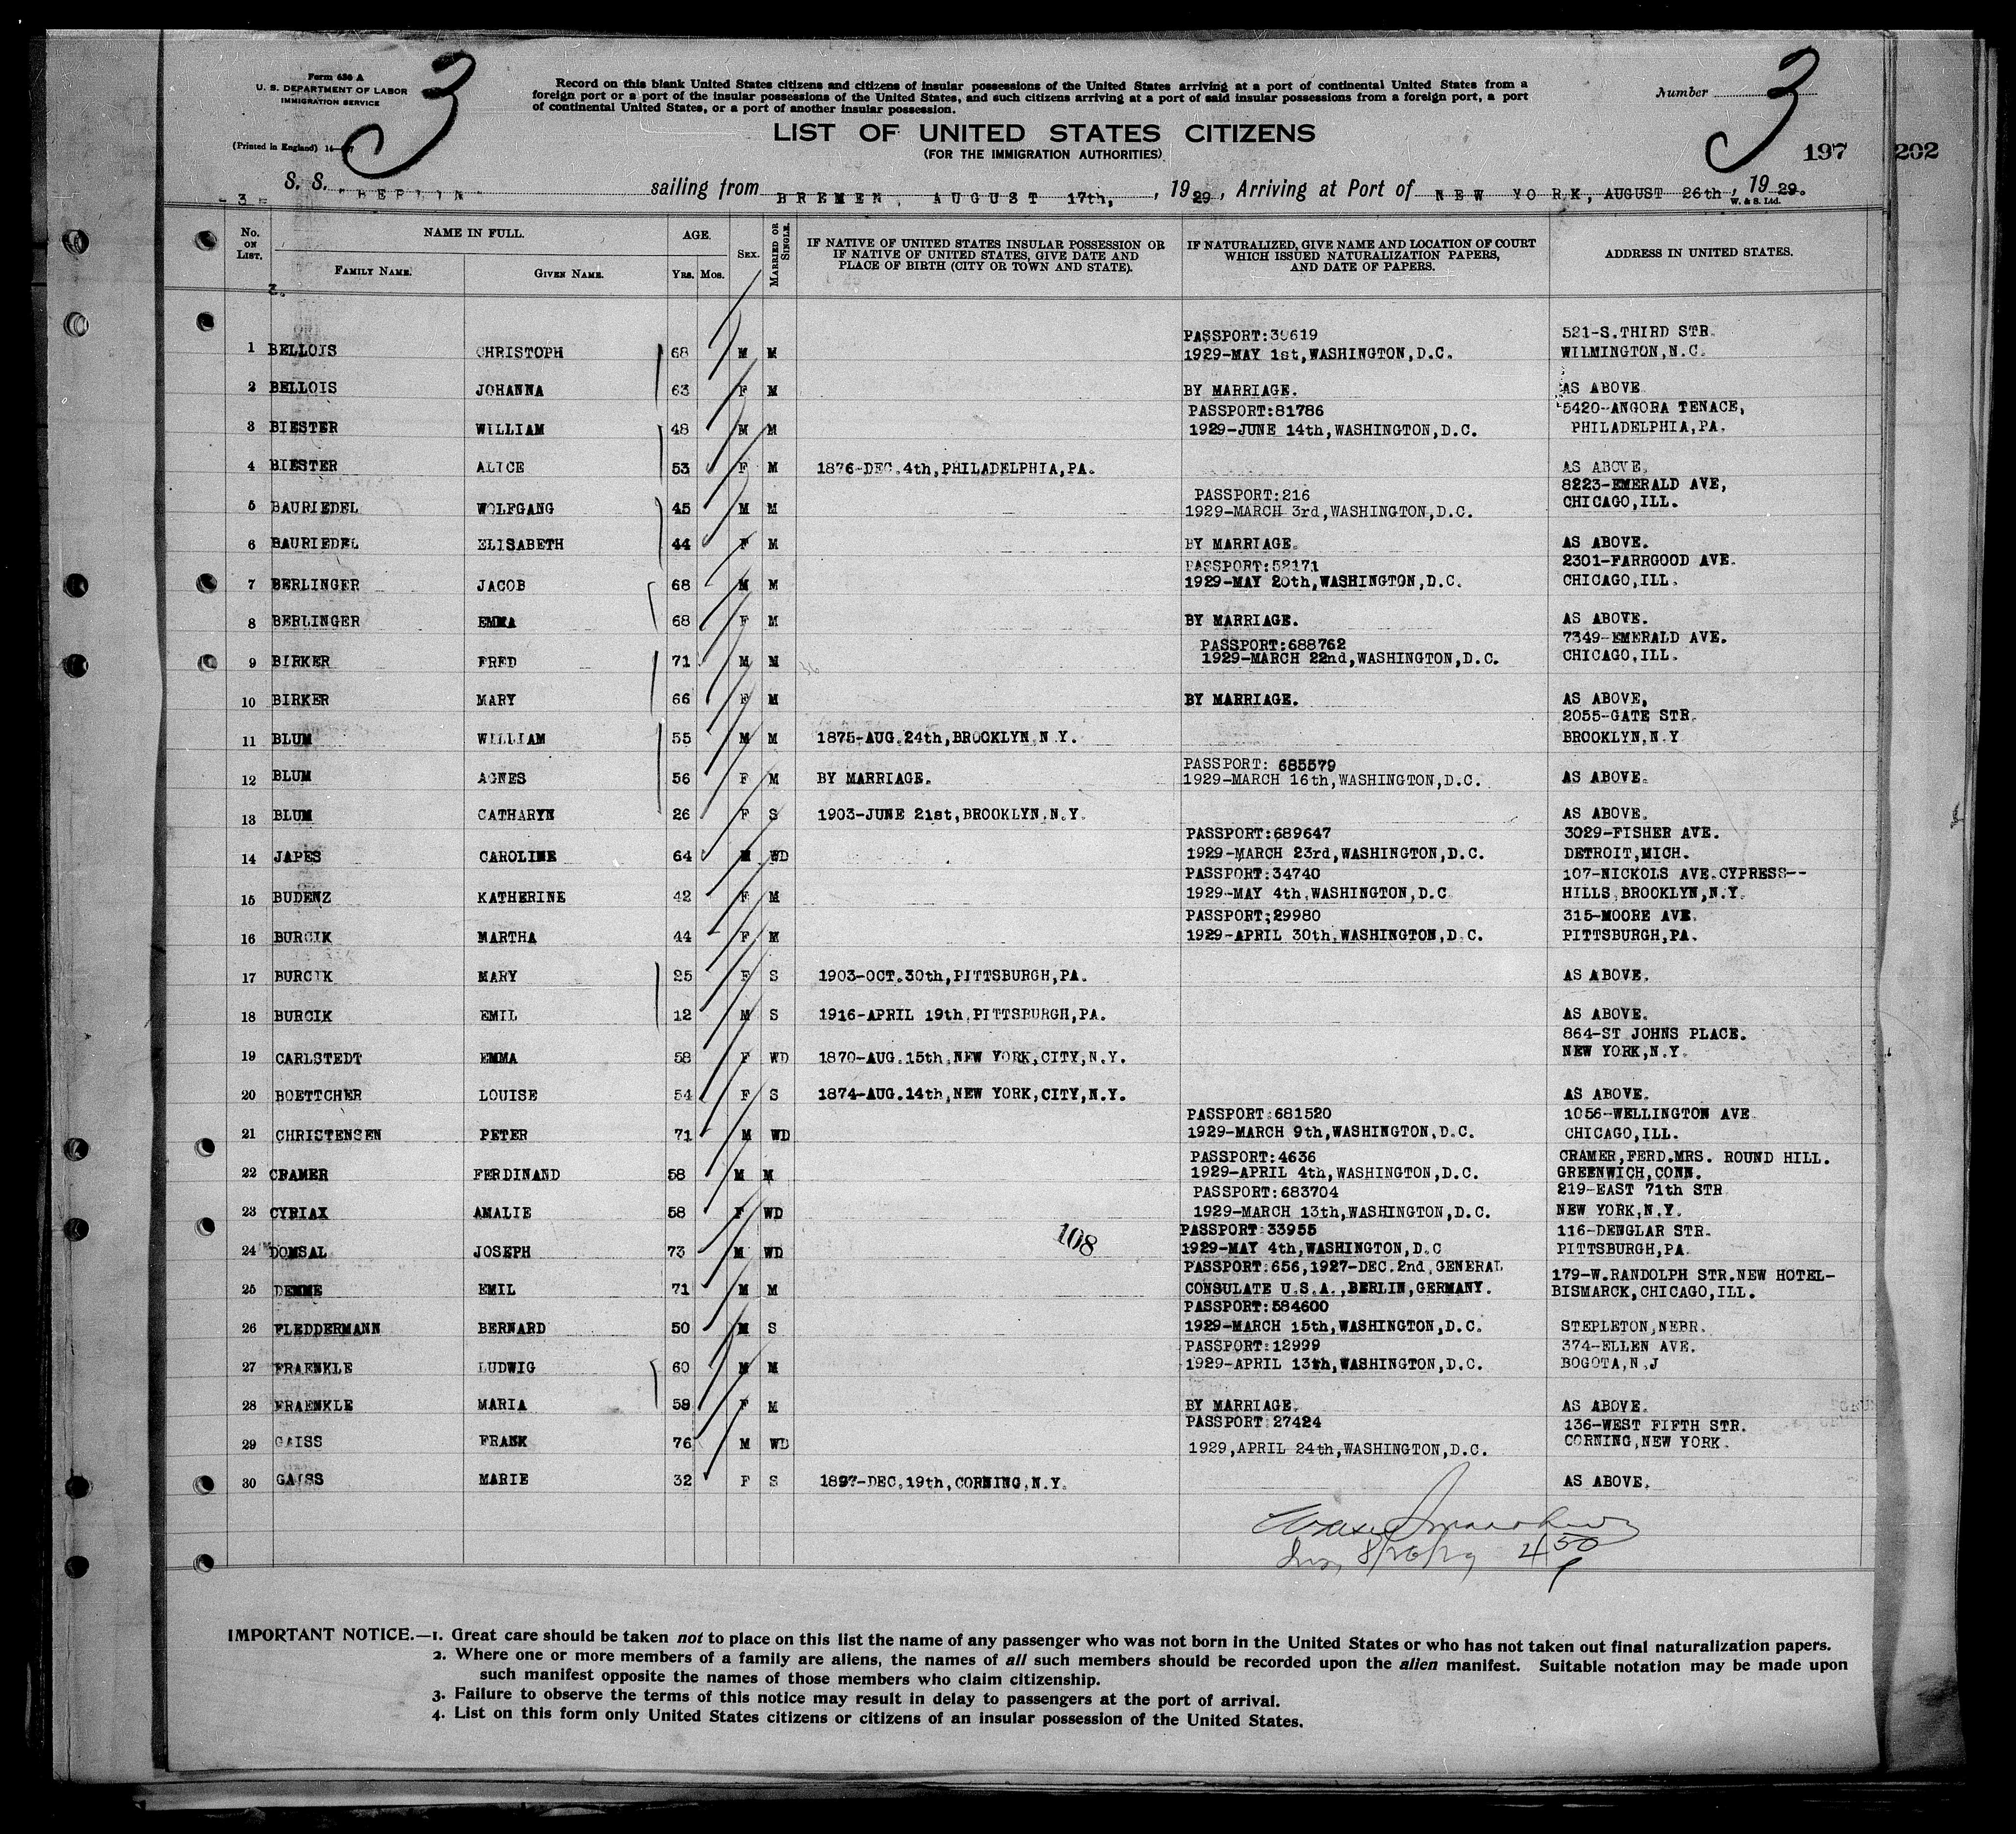 Form 630 A
U. S. DEPARTMENT OF LABOR
IMMIGRATION SERVICE
(Printed in England)
3
Record on this blank United States citizens and citizens of insular possessions of the United States arriving at a port of continental United States from a
foreign port or a port of the insular possessions of the United States, and such citizens arriving at a port of said insular possessions from a foreign port, a port
of continental United States, or a port of another insular possession.
Number 3
LIST OF UNITED STATES CITIZENS
(FOR THE IMMIGRATION AUTHORITIES)
197 202
- 3 -
S. S. "BERLIN" sailing from BREMEN, AUGUST 17th, , 19 29, Arriving at Port of NEW YORK, AUGUST 26th, 19 29.
W. & S. Ltd.
No. ON LIST. NAME IN FULL. FAMILY NAME. GIVEN NAME. AGE. Yrs. Mos. SEX. MARRIED OR SINGLE. IF NATIVE OF UNITED STATES INSULAR POSSESSION OR IF NATIVE OF UNITED STATES, GIVE DATE AND PLACE OF BIRTH (CITY OR TOWN AND STATE). IF NATURALIZED, GIVE NAME AND LOCATION OF COURT WHICH ISSUED NATURALIZATION PAPERS, AND DATE OF PAPERS. ADDRESS IN UNITED STATES.
2.
PASSPORT:39619 521-S.THIRD STR.
1 BELLOIS CHRISTOPH 68 M M 1929-MAY 1st,WASHINGTON,D.C. WILMINGTON,N.C.
2 BELLOIS JOHANNA 63 F M BY MARRIAGE. AS ABOVE
PASSPORT:81786 5420-ANGORA TENACE,
3 BIESTER WILLIAM 48 M M 1929-JUNE 14th,WASHINGTON,D.C. PHILADELPHIA,PA.
4 BIESTER ALICE 53 F M 1876-DEC.4th,PHILADELPHIA,PA. AS ABOVE.
PASSPORT:216 8223-EMERALD AVE,
5 BAURIEDEL WOLFGANG 45 M M 1929-MARCH 3rd,WASHINGTON,D.C. CHICAGO,ILL.
6 BAURIEDEL ELISABETH 44 F M BY MARRIAGE. AS ABOVE.
PASSPORT:52171 2301-FARRGOOD AVE.
7 BERLINGER JACOB 68 M M 1929-MAY 20th,WASHINGTON,D.C. CHICAGO,ILL.
8 BERLINGER EMMA 68 F M BY MARRIAGE. AS ABOVE.
PASSPORT:688762 7349-EMERALD AVE.
9 BIRKER FRED 71 M M 1929-MARCH 22nd,WASHINGTON,D.C. CHICAGO,ILL.
10 BIRKER MARY 66 F M BY MARRIAGE. AS ABOVE,
2055-GATE STR.
11 BLUM WILLIAM 55 M M 1875-AUG.24th,BROOKLYN.N.Y. BROOKLYN,N.Y
PASSPORT: 685579
12 BLUM AGNES 56 F M BY MARRIAGE. 1929-MARCH 16th,WASHINGTON,D.C. AS ABOVE.
13 BLUM CATHARYN 26 F S 1903-JUNE 21st,BROOKLYN.N.Y. AS ABOVE.
PASSPORT:689647 3029-FISHER AVE.
14 JAPES CAROLINE 64 M WD 1929-MARCH 23rd,WASHINGTON,D.C. DETROIT,MICH.
PASSPORT:34740 107-NICKOLS AVE.CYPRESS--
15 BUDENZ KATHERINE 42 F M 1929-MAY 4th,WASHINGTON,D.C HILLS,BROOKLYN,N.Y.
PASSPORT;29980 315-MOORE AVE.
16 BURCIK MARTHA 44 F M 1929-APRIL 30th,WASHINGTON,D.C. PITTSBURGH,PA.
17 BURCIK MARY 25 F S 1903-OCT.30th,PITTSBURGH,PA. AS ABOVE.
18 BURCIK EMIL 12 M S 1916-APRIL 19th,PITTSBURGH,PA. AS ABOVE.
864-ST JOHNS PLACE.
19 CARLSTEDT EMMA 58 F WD 1870-AUG.15th,NEW YORK,CITY,N.Y. NEW YORK,N.Y.
20 BOETTCHER LOUISE 54 F S 1874-AUG.14th,NEW YORK,CITY,N.Y. AS ABOVE.
PASSPORT:681520 1056-WELLINGTON AVE
21 CHRISTENSEN PETER 71 M WD 1929-MARCH 9th,WASHINGTON,D.C. CHICAGO,ILL.
PASSPORT:4636 CRAMER,FERD.MRS. ROUND HILL.
22 CRAMER FERDINAND 58 M M 1929-APRIL 4th,WASHINGTON,D.C. GREENWICH,CONN.
PASSPORT:683704 219-EAST 71th STR
23 CYRIAX AMALIE 58 F WD 1929-MARCH 13th,WASHINGTON,D.C. NEW YORK,N.Y.
108 PASSPORT:33955 116-DENGLAR STR.
24 DOMSAL JOSEPH 73 M WD 1929-MAY 4th,WASHINGTON,D.C PITTSBURGH,PA.
PASSPORT:656,1927-DEC.2nd,GENERAL 179-W.RANDOLPH STR.NEW HOTEL-
25 DEMME EMIL 71 M M CONSULATE U.S.A.,BERLIN,GERMANY. BISMARCK,CHICAGO,ILL.
PASSPORT:584600
26 FLEDDERMANN BERNARD 50 M S 1929-MARCH 15th,WASHINGTON,D.C. STEPLETON,NEBR.
PASSPORT:12999 374-ELLEN AVE.
27 FRAENKLE LUDWIG 60 M M 1929-APRIL 13th,WASHINGTON,D.C. BOGOTA,N.J
28 FRAENKLE MARIA 59 F M BY MARRIAGE. AS ABOVE.
PASSPORT:27424 136-WEST FIFTH STR.
29 GAISS FRANK 76 M WD 1929,APRIL 24th,WASHINGTON,D.C. CORNING,NEW YORK.
30 GAISS MARIE 32 F S 1897-DEC.19th,CORNING,N.Y. AS ABOVE.
8/26/29
IMPORTANT NOTICE.—1. Great care should be taken not to place on this list the name of any passenger who was not born in the United States or who has not taken out final naturalization papers.
2. Where one or more members of a family are aliens, the names of all such members should be recorded upon the alien manifest. Suitable notation may be made upon
such manifest opposite the names of those members who claim citizenship.
3. Failure to observe the terms of this notice may result in delay to passengers at the port of arrival.
4. List on this form only United States citizens or citizens of an insular possession of the United States.